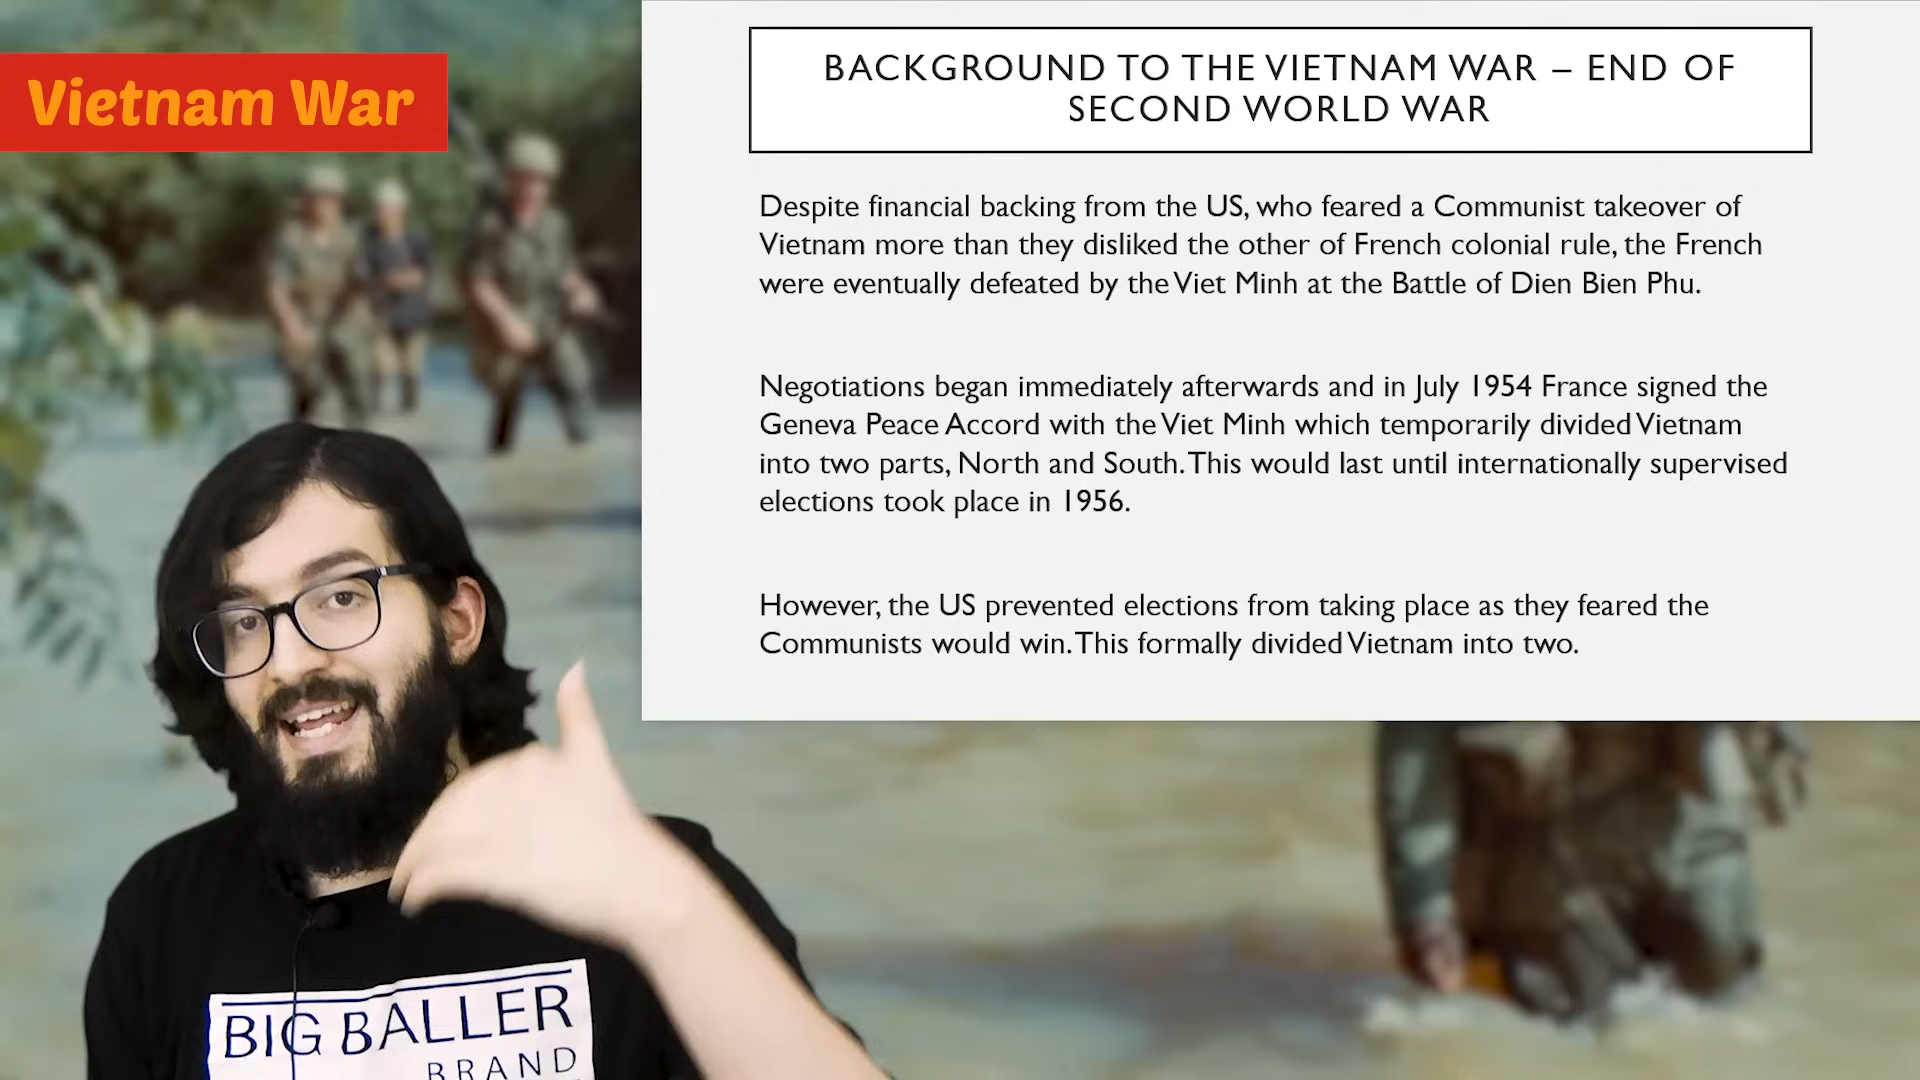 Vietnam War
BACKGROUND TO THE VIETNAM WAR – END OF
SECOND WORLD WAR
Despite financial backing from the US, who feared a Communist takeover of
Vietnam more than they disliked the other of French colonial rule, the French
were eventually defeated by the Viet Minh at the Battle of Dien Bien Phu.
Negotiations began immediately afterwards and in July 1954 France signed the
Geneva Peace Accord with the Viet Minh which temporarily divided Vietnam
into two parts, North and South. This would last until internationally supervised
elections took place in 1956.
However, the US prevented elections from taking place as they feared the
Communists would win. This formally divided Vietnam into two.
BIG BALLER
BRAND